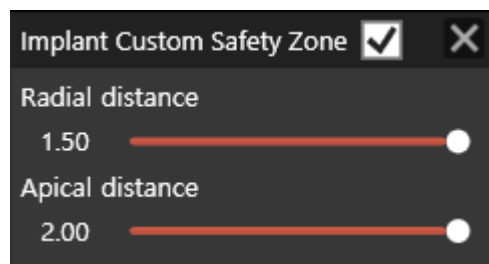 Implant Custom Safety Zone
Radial distance
1.50
Apical distance
2.00